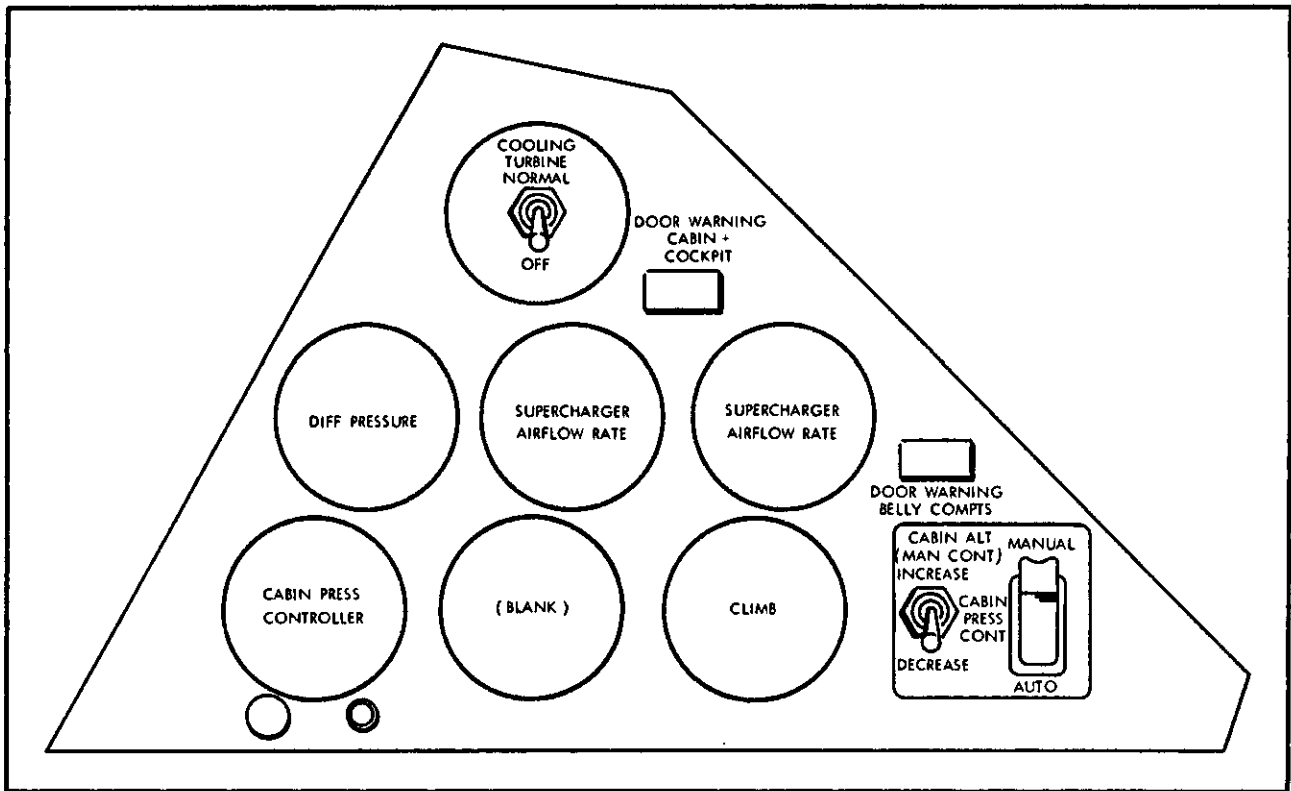 COOLING
TURBINE
NORMAL
OFF
DOOR WARNING
CABIN +
COCKPIT
DIFF PRESSURE
SUPERCHARGER
AIRFLOW RATE
SUPERCHARGER
AIRFLOW RATE
DOOR WARNING
BELLY COMPTS
CABIN PRESS
CONTROLLER
(BLANK)
CLIMB
CABIN ALT
(MAN CONT)
INCREASE
DECREASE
CABIN
PRESS
CONT
MANUAL
AUTO